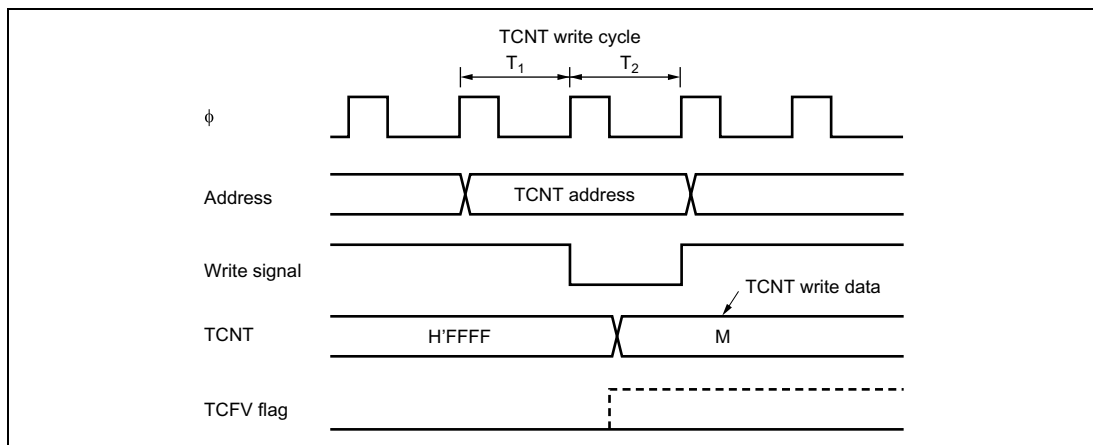 TCNT write cycle
T1 T2
ϕ
Address TCNT address
Write signal
TCNT write data
TCNT H'FFFF M
TCFV flag